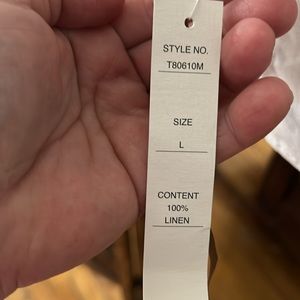 STYLE NO.
T80610M
SIZE
L
CONTENT
100%
LINEN